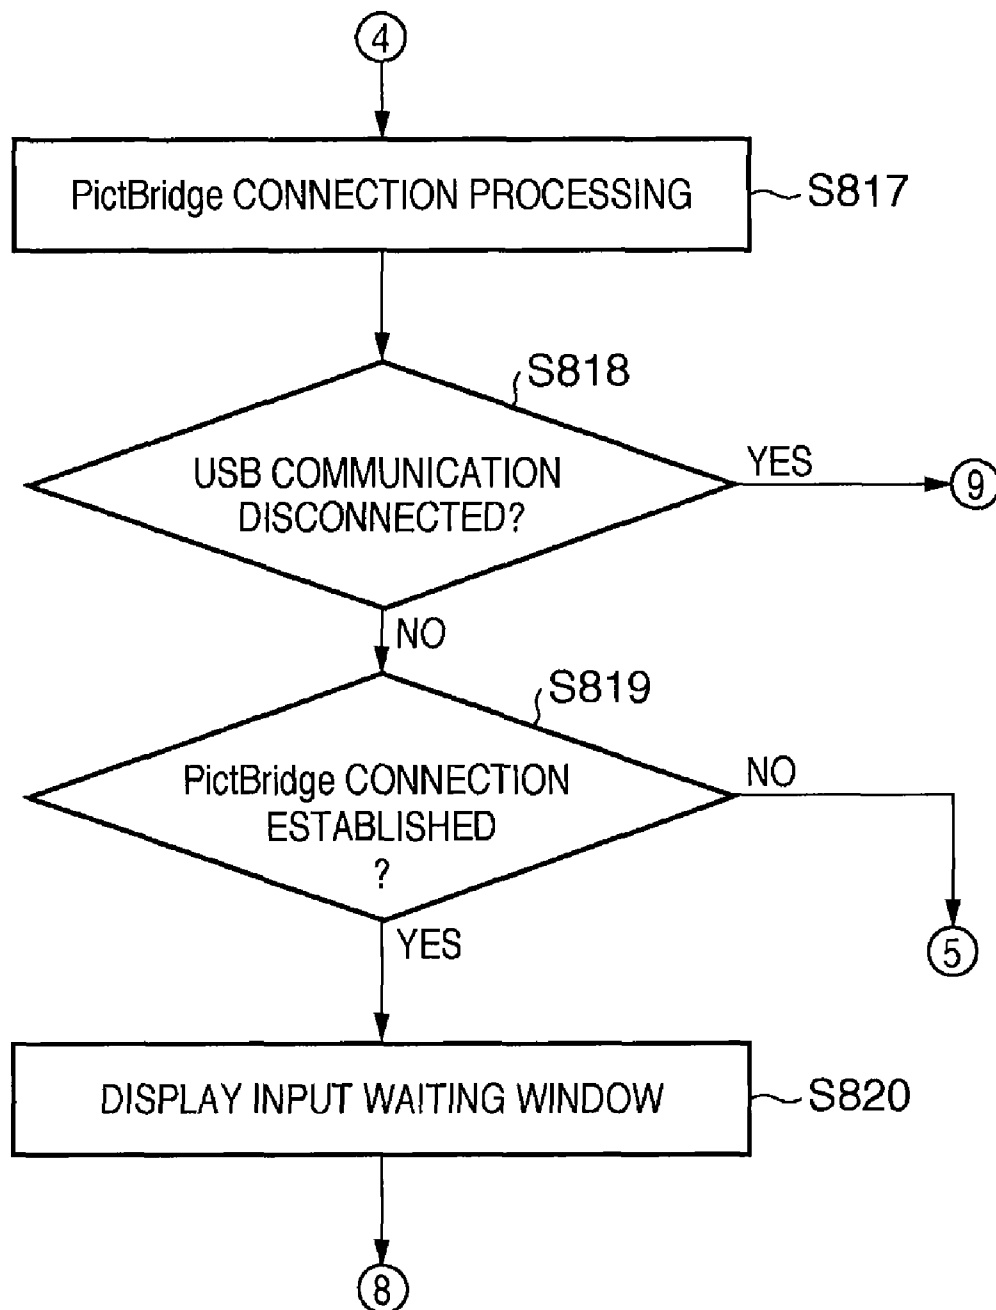 4
PictBridge CONNECTION PROCESSING
S817
S818
USB COMMUNICATION
DISCONNECTED?
YES
9
NO
S819
PictBridge CONNECTION
ESTABLISHED
?
NO
YES
5
DISPLAY INPUT WAITING WINDOW
S820
8